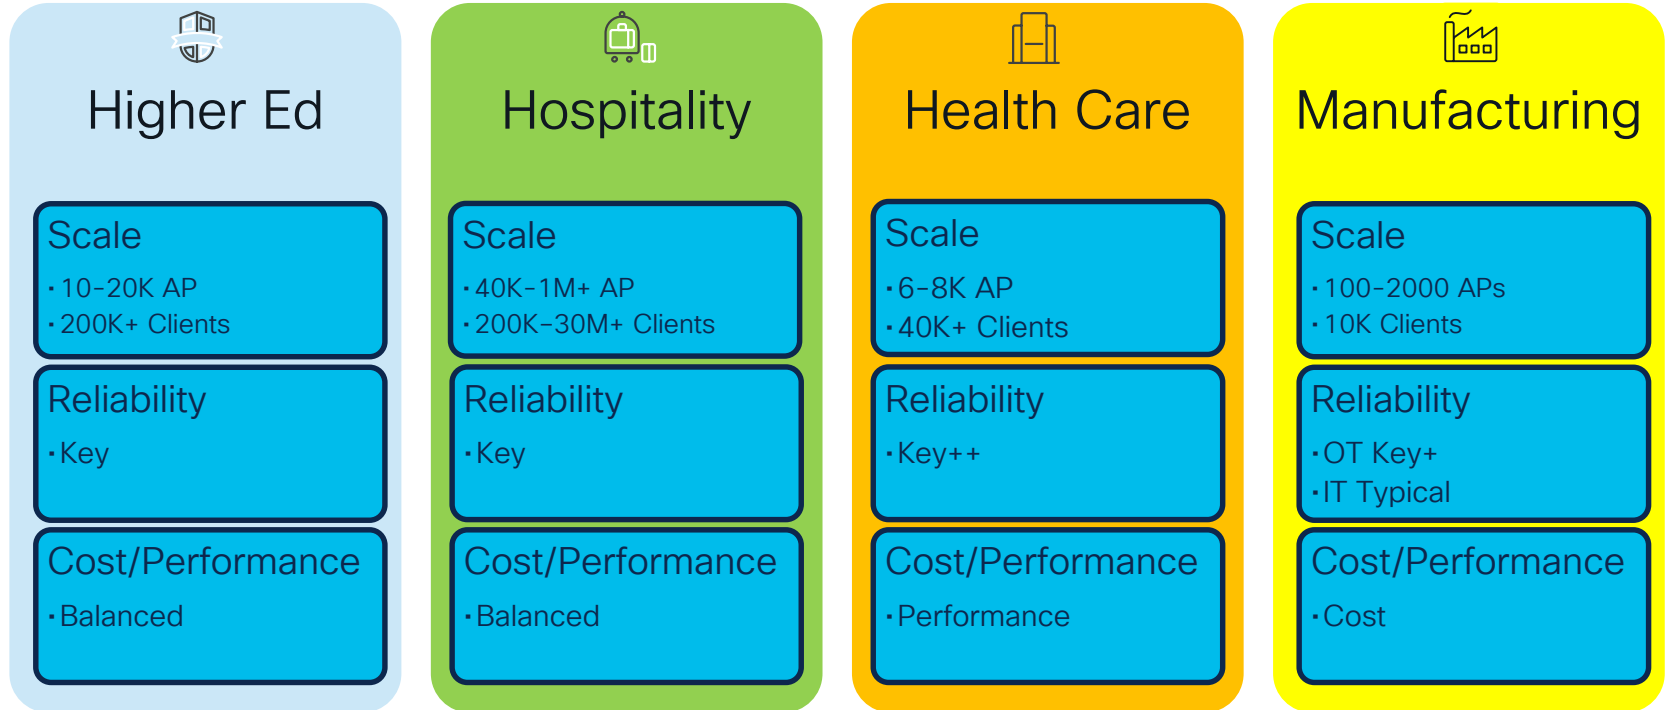 Higher Ed
Scale
· 10-20K AP
· 200K+ Clients
Reliability
· Key
Cost/Performance
· Balanced
Hospitality
Scale
· 40K-1M+ AP
· 200K-30M+ Clients
Reliability
· Key
Cost/Performance
· Balanced
Health Care
Scale
· 6-8K AP
· 40K+ Clients
Reliability
· Key++
Cost/Performance
· Performance
Manufacturing
Scale
· 100-2000 APs
· 10K Clients
Reliability
· OT Key+
· IT Typical
Cost/Performance
· Cost